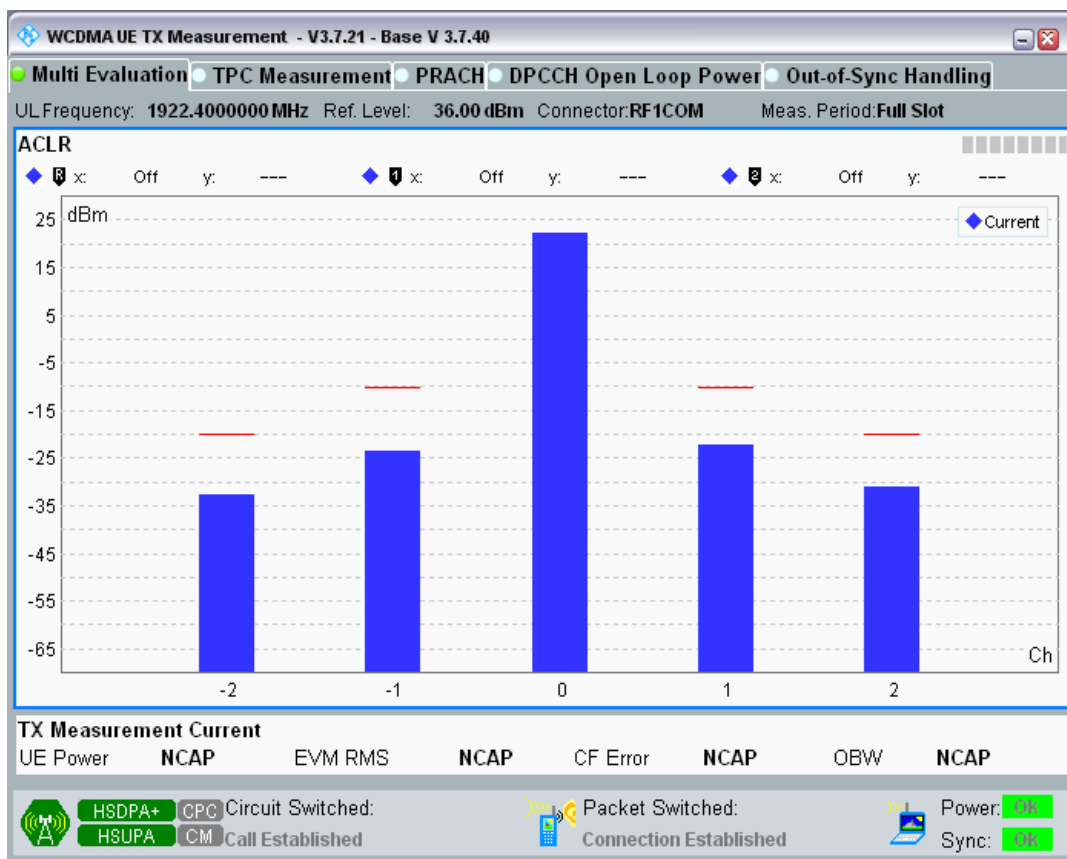 WCDMA UE TX Measurement - V3.7.21 - Base V 3.7.40
Multi Evaluation TPC Measurement PRACH DPCCH Open Loop Power Out-of-Sync Handling
UL Frequency: 1922.4000000 MHz Ref. Level: 36.00 dBm Connector:RF1COM Meas. Period:Full Slot
ACLR
R x: Off y: --- 1 x: Off y: --- 2 x: Off y: ---
dBm
Current
25
15
5
-5
-15
-25
-35
-45
-55
-65
Ch
-2 -1 0 1 2
TX Measurement Current
UE Power NCAP EVM RMS NCAP CF Error NCAP OBW NCAP
HSDPA+ CPC Circuit Switched: Packet Switched: Power: Ok
HSUPA CM Call Established Connection Established Sync: Ok